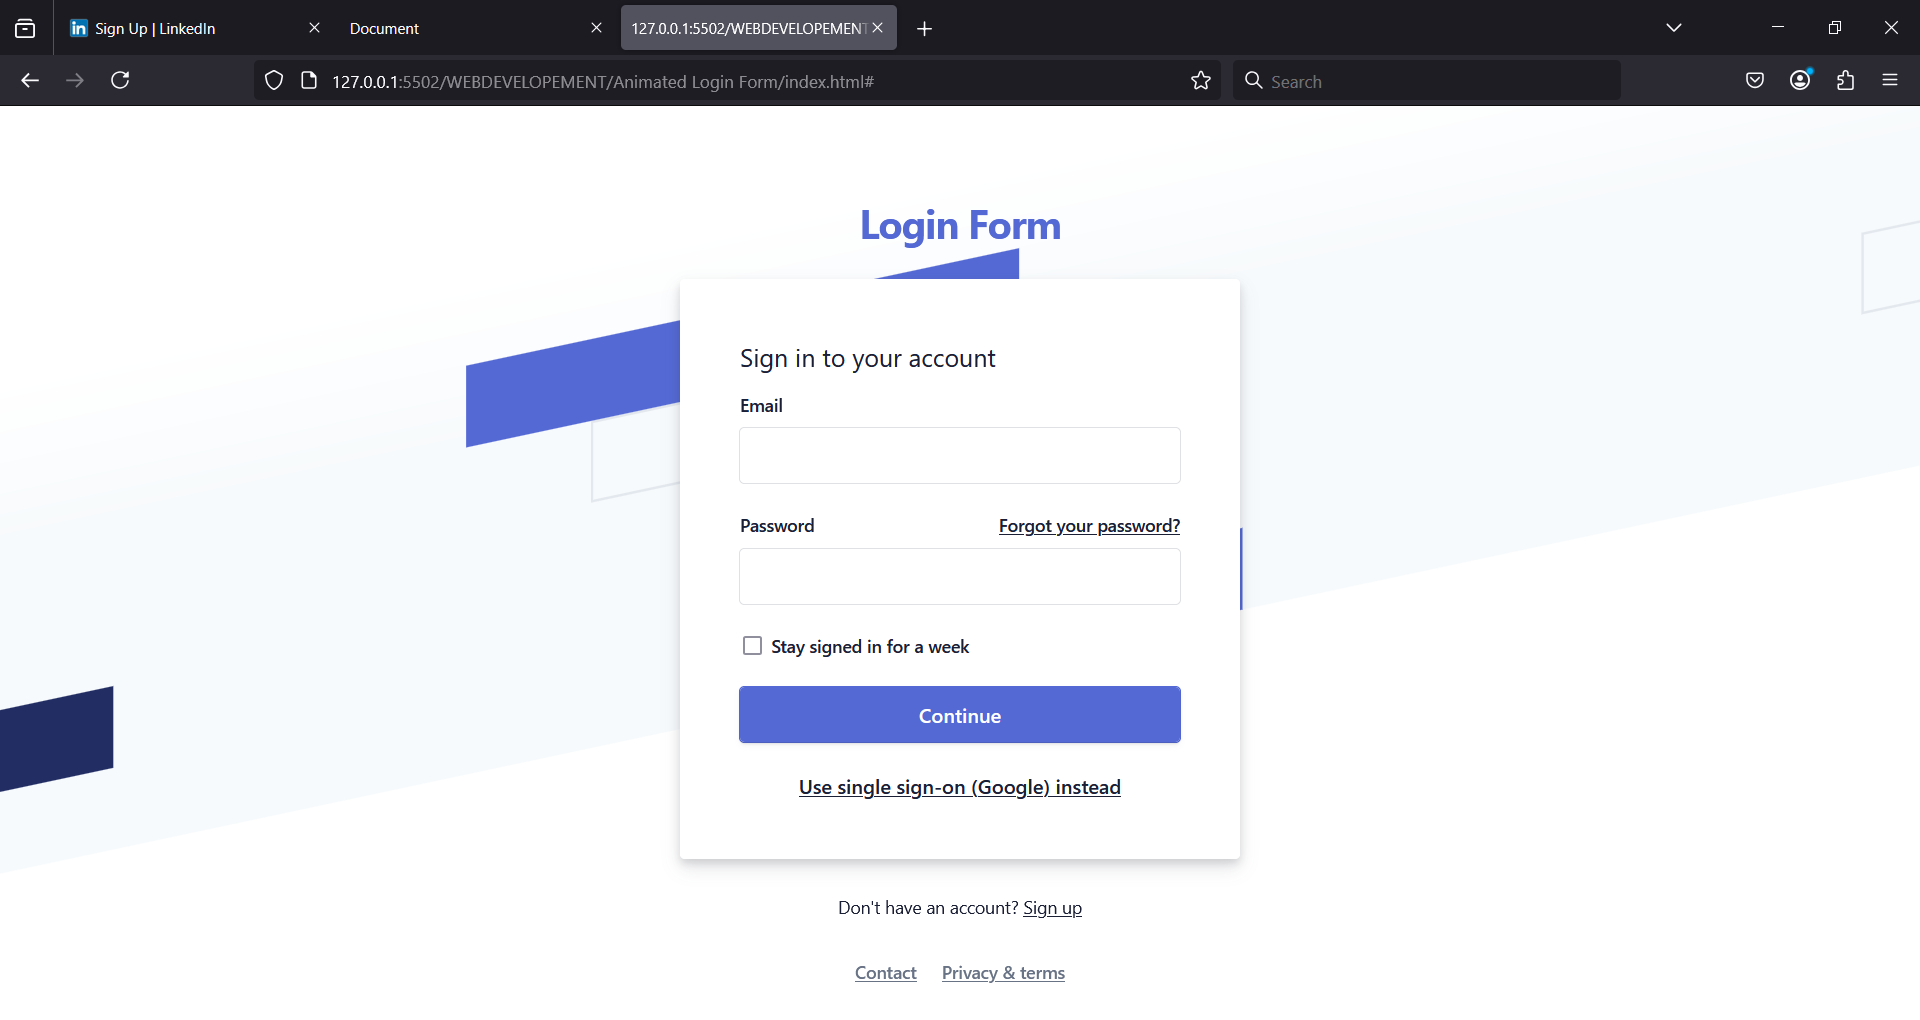 in Sign Up | LinkedIn
Document
127.0.0.1:5502/WEBDEVELOPEMENT
127.0.0.1:5502/WEBDEVELOPEMENT/Animated Login Form/index.html#
Search
Login Form
Sign in to your account
Email
Password
Forgot your password?
Stay signed in for a week
Continue
Use single sign-on (Google) instead
Don't have an account? Sign up
Contact
Privacy & terms